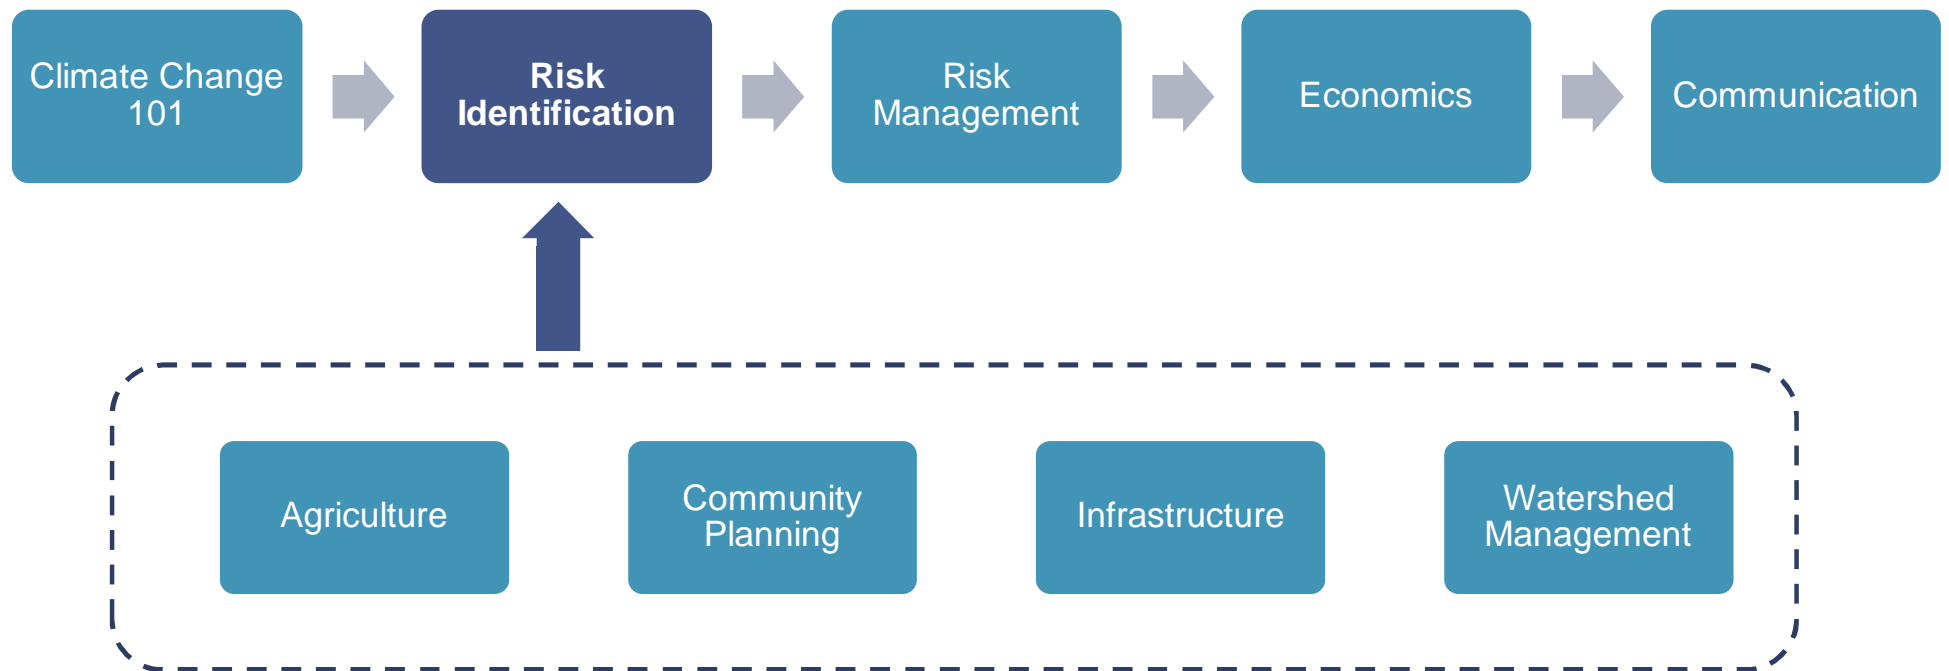 Climate Change
101
Risk
Identification
Risk
Management
Economics
Communication
Agriculture
Community
Planning
Infrastructure
Watershed
Management